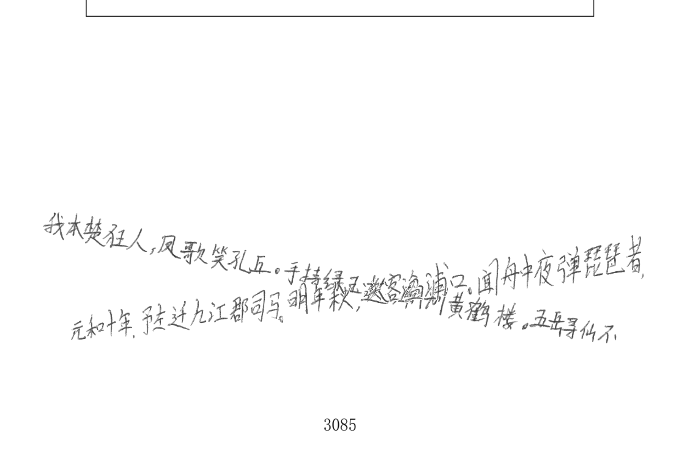 我本楚狂人,凤歌笑孔丘。手持绿玉黄鹤楼。五岳寻仙不
元和十年,予左迁九江郡司马。明年秋,送客湓浦口。闻舟中夜弹琵琶者,
3085